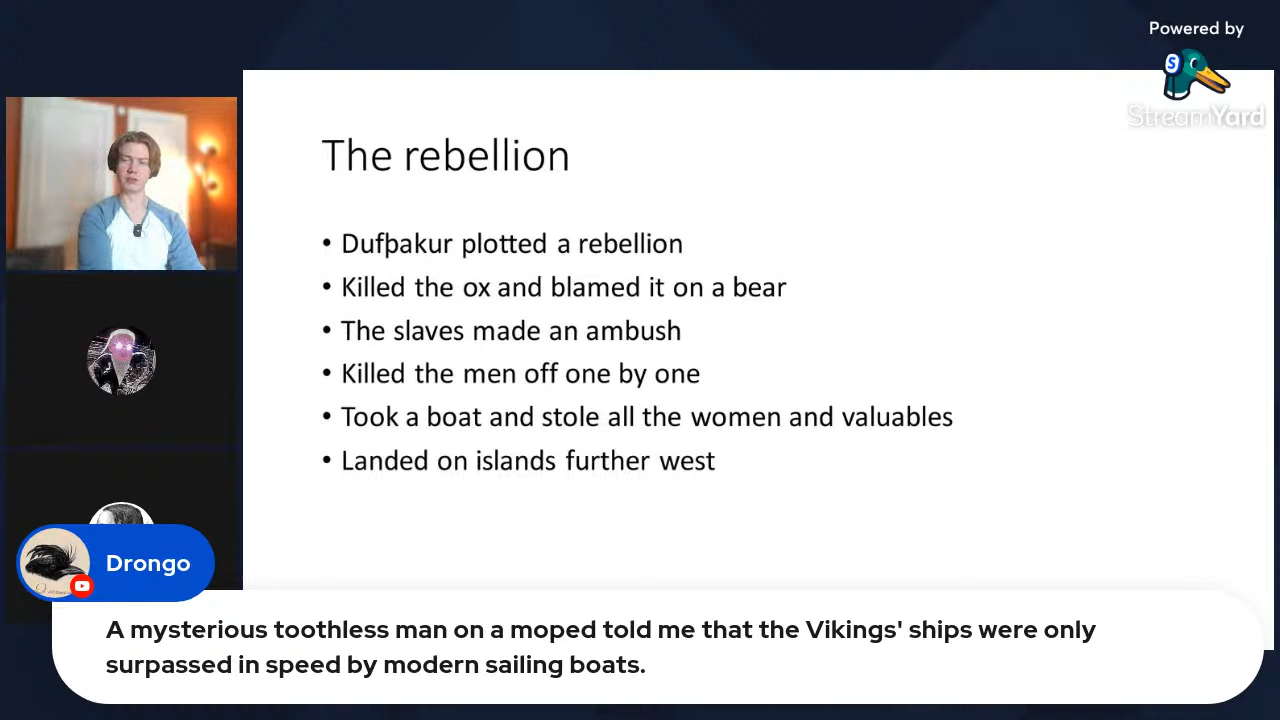 Powered by
StreamYard
The rebellion
• Dufþakur plotted a rebellion
• Killed the ox and blamed it on a bear
• The slaves made an ambush
• Killed the men off one by one
• Took a boat and stole all the women and valuables
• Landed on islands further west
Drongo
A mysterious toothless man on a moped told me that the Vikings' ships were only
surpassed in speed by modern sailing boats.